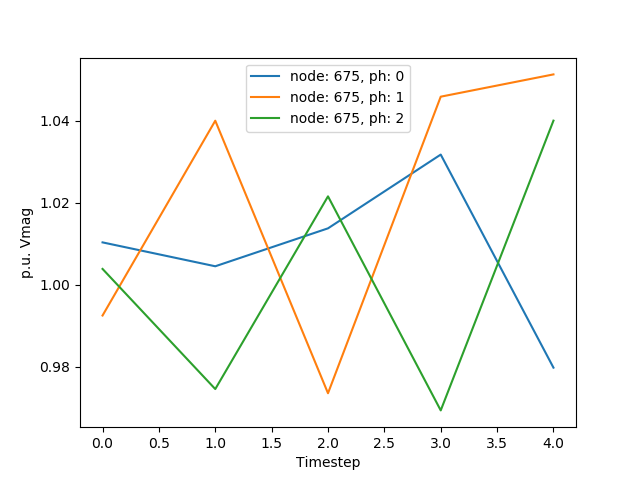 node: 675, ph: 0
node: 675, ph: 1
node: 675, ph: 2
p.u. Vmag
1.04
1.02
1.00
0.98
0.0 0.5 1.0 1.5 2.0 2.5 3.0 3.5 4.0
Timestep